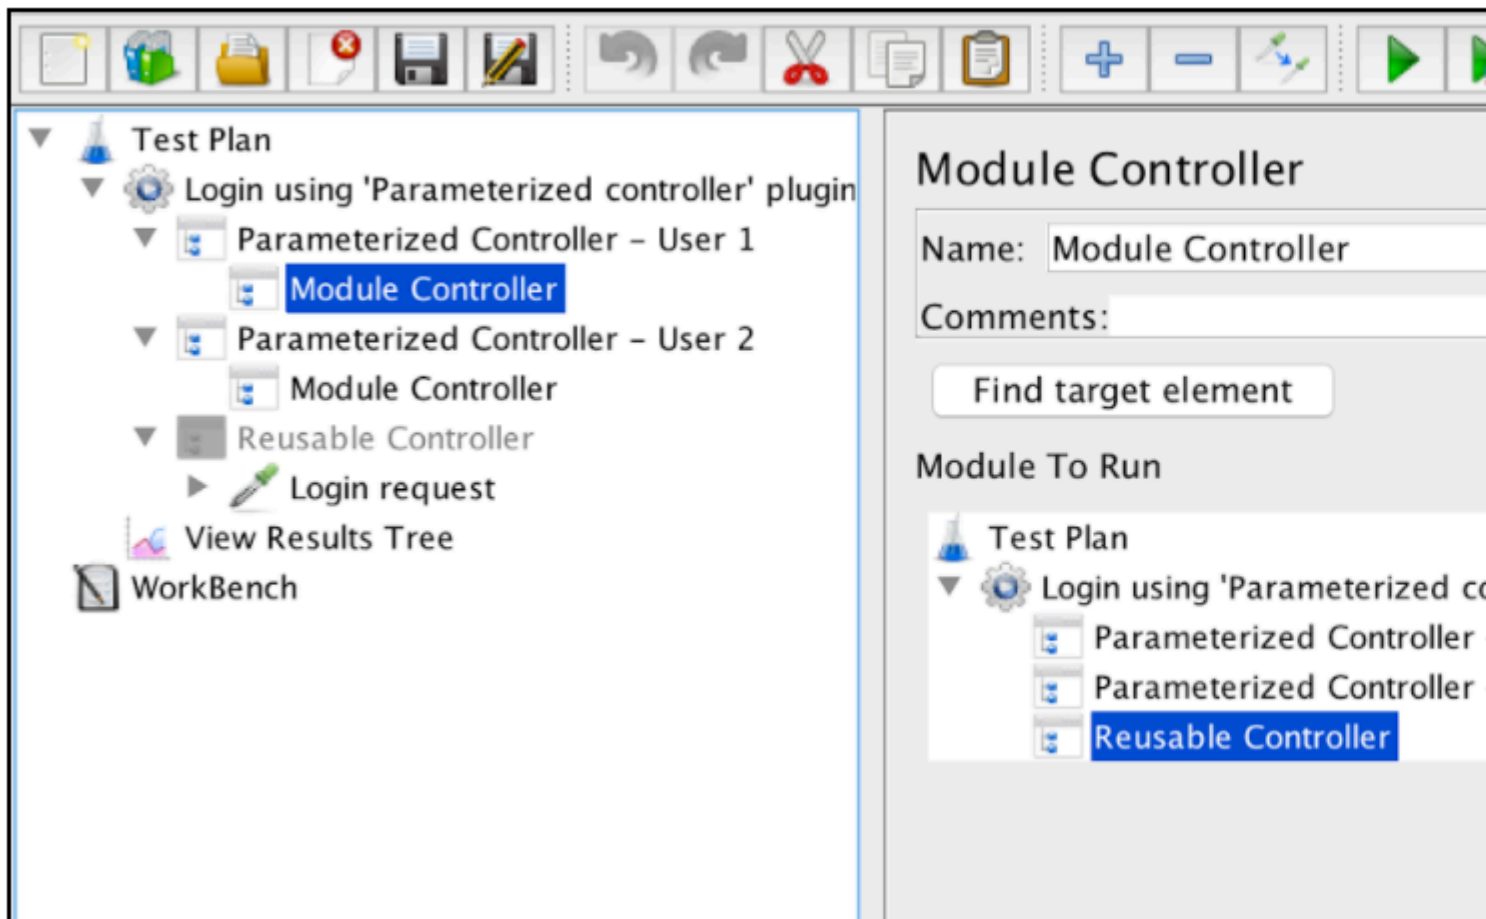 Test Plan
Login using 'Parameterized controller' plugin
Parameterized Controller – User 1
Module Controller
Parameterized Controller – User 2
Module Controller
Reusable Controller
Login request
View Results Tree
WorkBench
Module Controller
Name: Module Controller
Comments:
Find target element
Module To Run
Test Plan
Login using 'Parameterized co
Parameterized Controller
Parameterized Controller
Reusable Controller